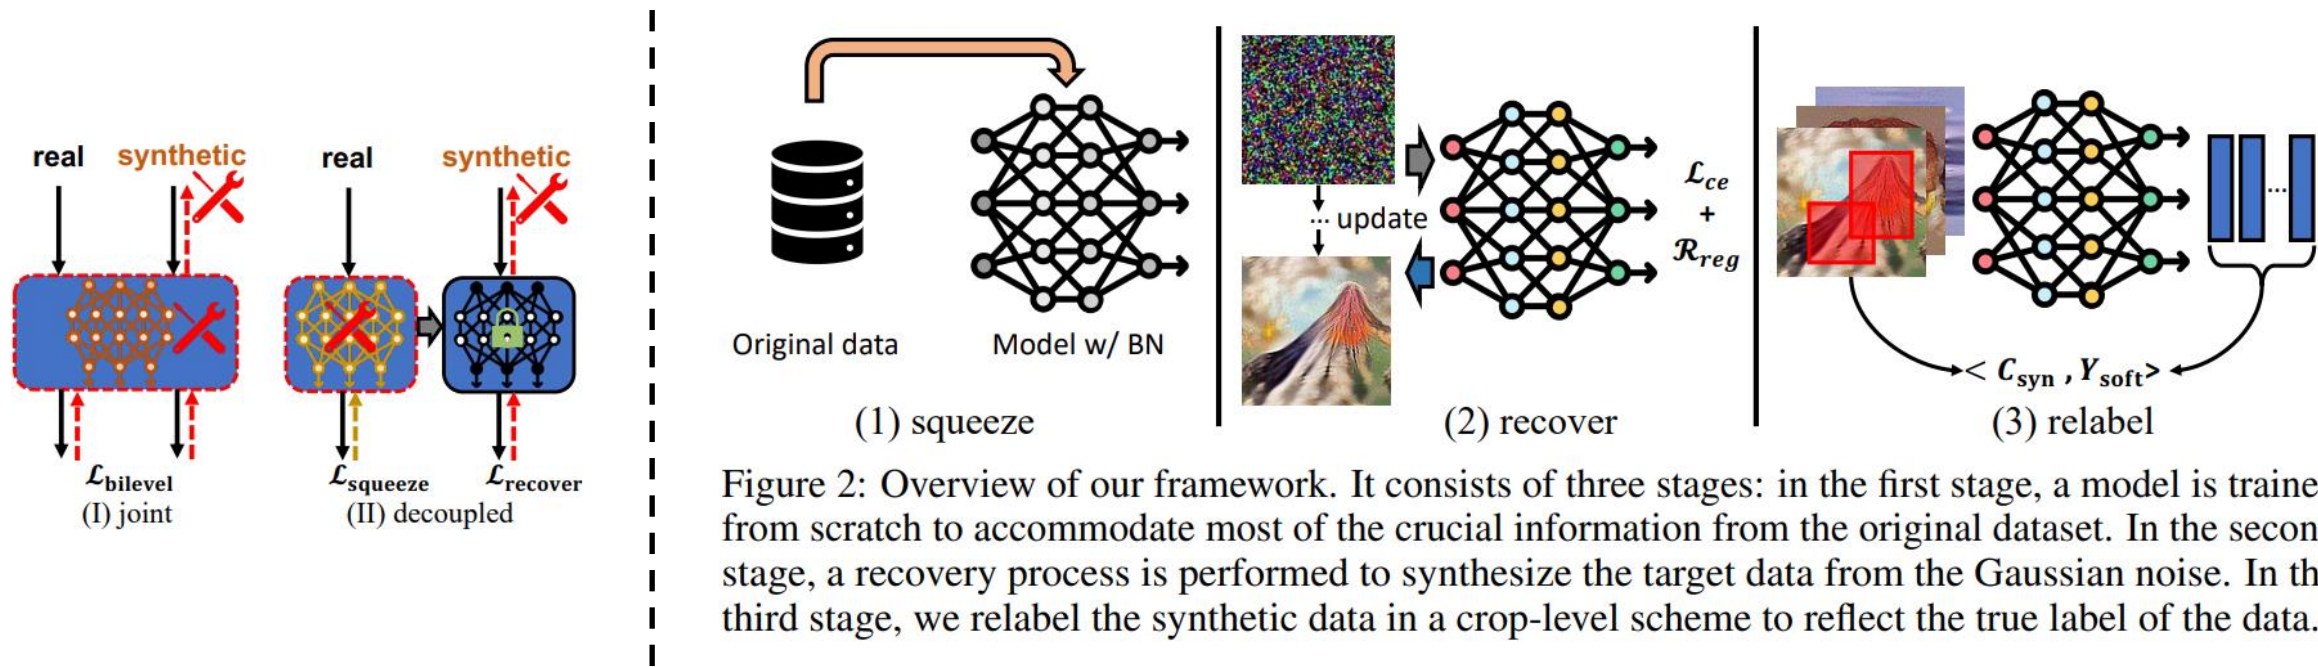 real synthetic real synthetic
ℒbilevel ℒsqueeze ℒrecover
(I) joint (II) decoupled
Original data Model w/ BN
(1) squeeze
... update
ℒce
+
ℛreg
(2) recover
...
< Csyn , Ysoft>
(3) relabel
Figure 2: Overview of our framework. It consists of three stages: in the first stage, a model is traine
from scratch to accommodate most of the crucial information from the original dataset. In the secon
stage, a recovery process is performed to synthesize the target data from the Gaussian noise. In th
third stage, we relabel the synthetic data in a crop-level scheme to reflect the true label of the data.